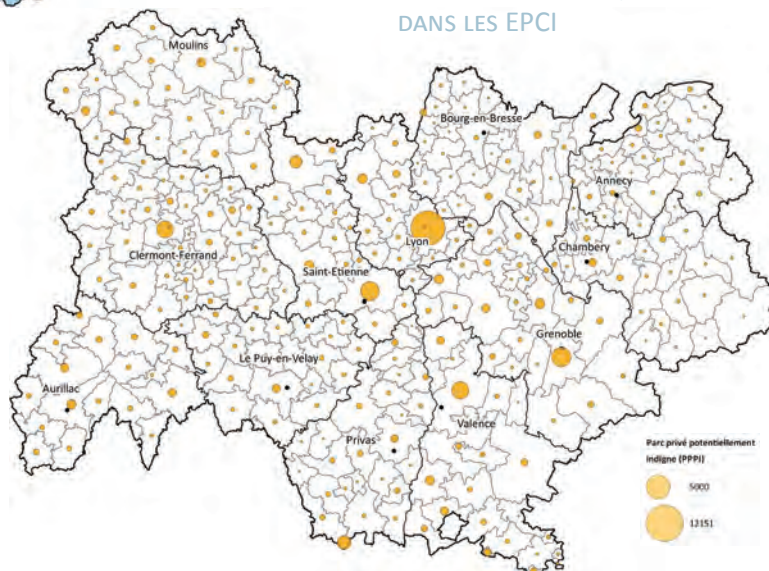 DANS LES EPCI
Moulins
Bourg-en-Bresse
Annecy
Clermont-Ferrand
Lyon
Chambery
Saint-Etienne
Grenoble
Le Puy-en-Velay
Aurillac
Valence
Privas
Parc privé potentiellement
indigne (PPPI)
5000
12151